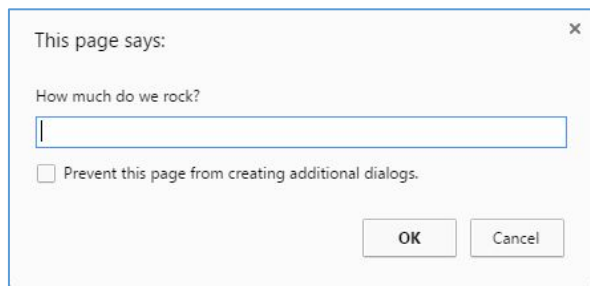 This page says:
How much do we rock?
Prevent this page from creating additional dialogs.
OK Cancel